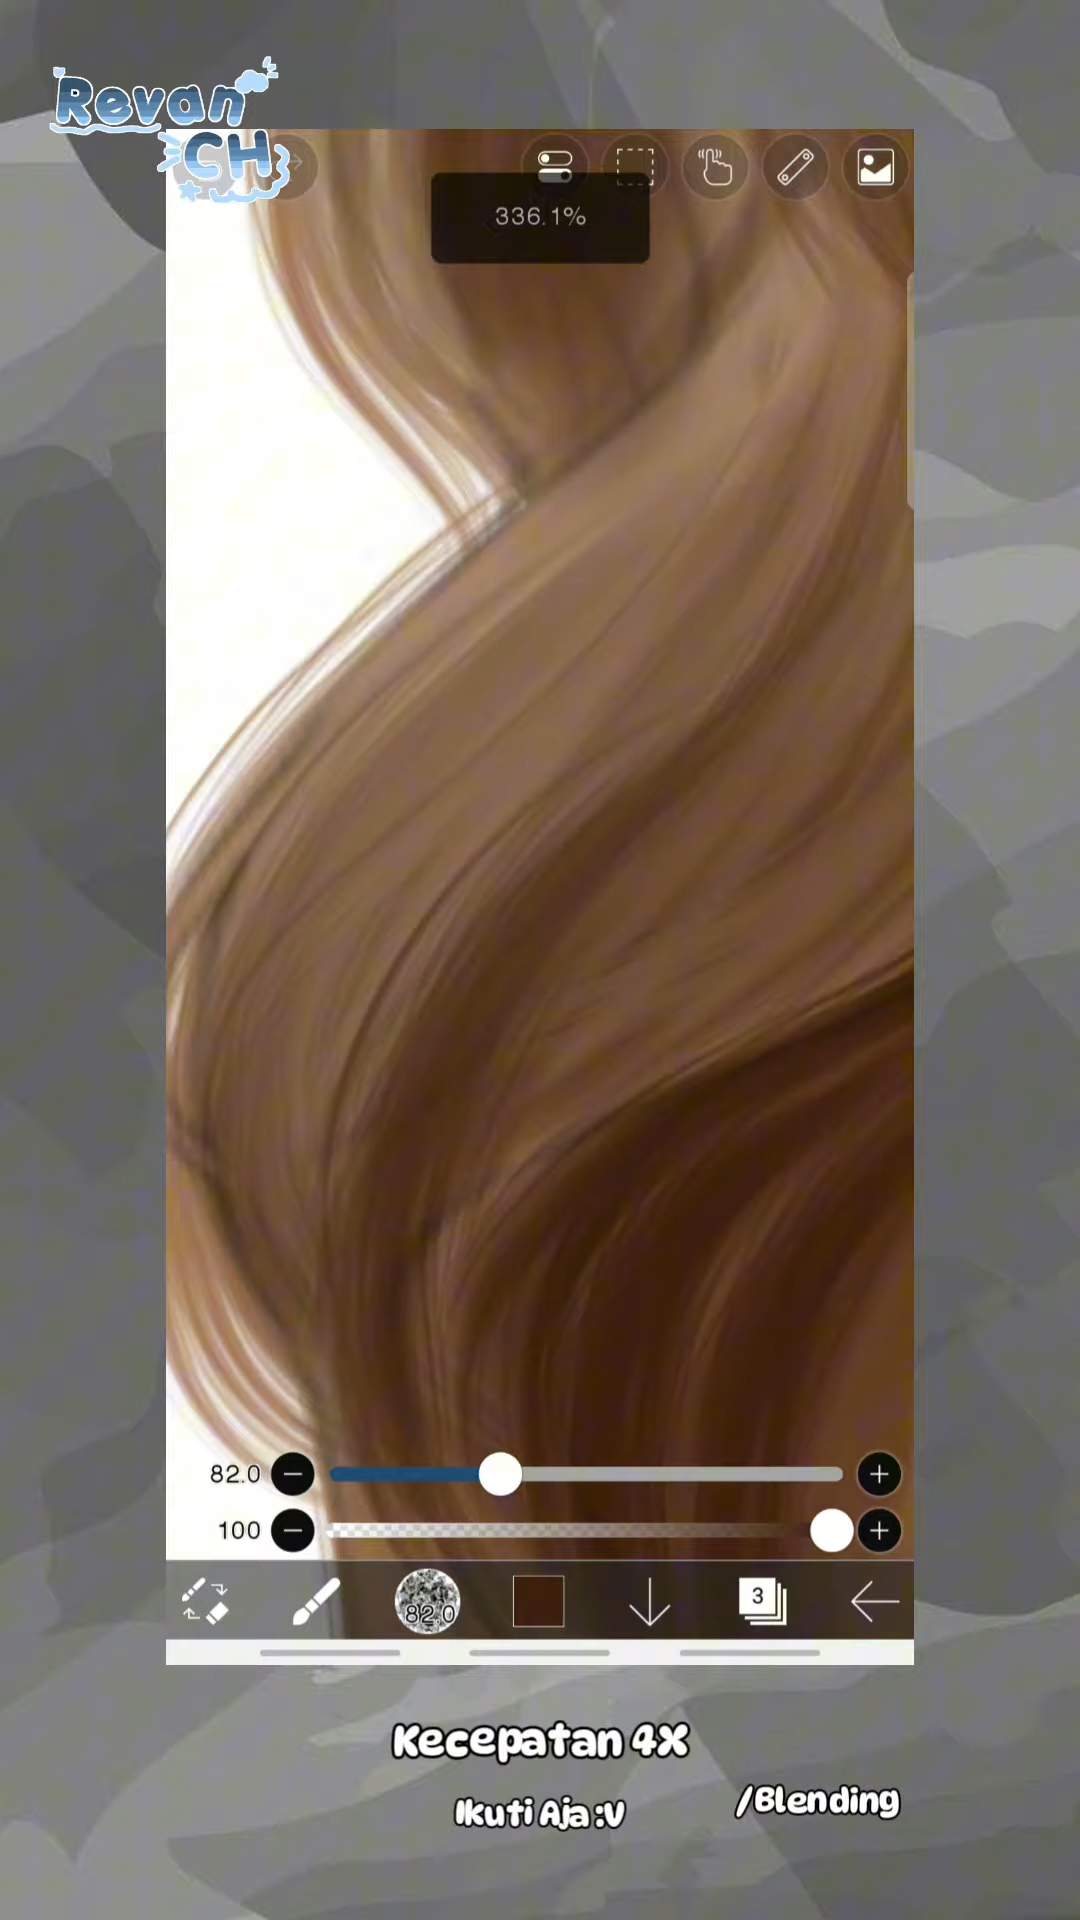 Revan
CH
336.1%
82.0
100
82.0
3
Kecepatan 4X
Ikuti Aja :V
/Blending